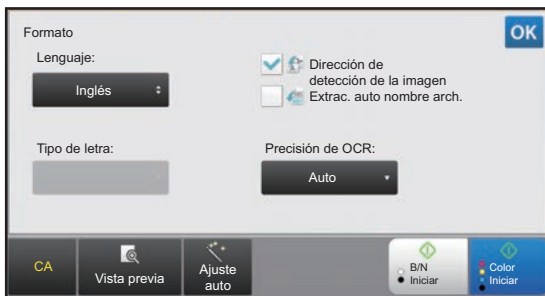 Formato
OK
Lenguaje:
Inglés
Dirección de
detección de la imagen
Extrac. auto nombre arch.
Tipo de letra:
Precisión de OCR:
Auto
CA
Vista previa
Ajuste
auto
B/N
Iniciar
Color
Iniciar